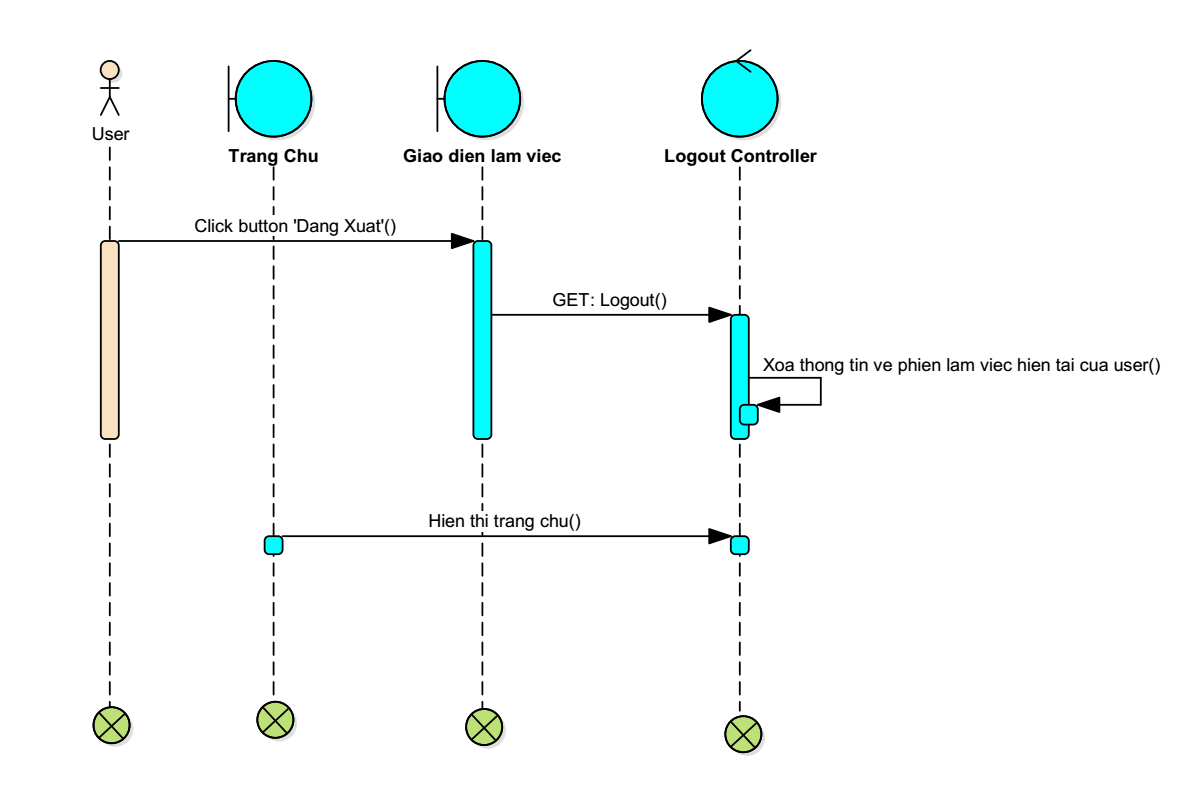 User
Trang Chu
Giao dien lam viec
Logout Controller
Click button 'Dang Xuat'()
GET: Logout()
Xoa thong tin ve phien lam viec hien tai cua user()
Hien thi trang chu()